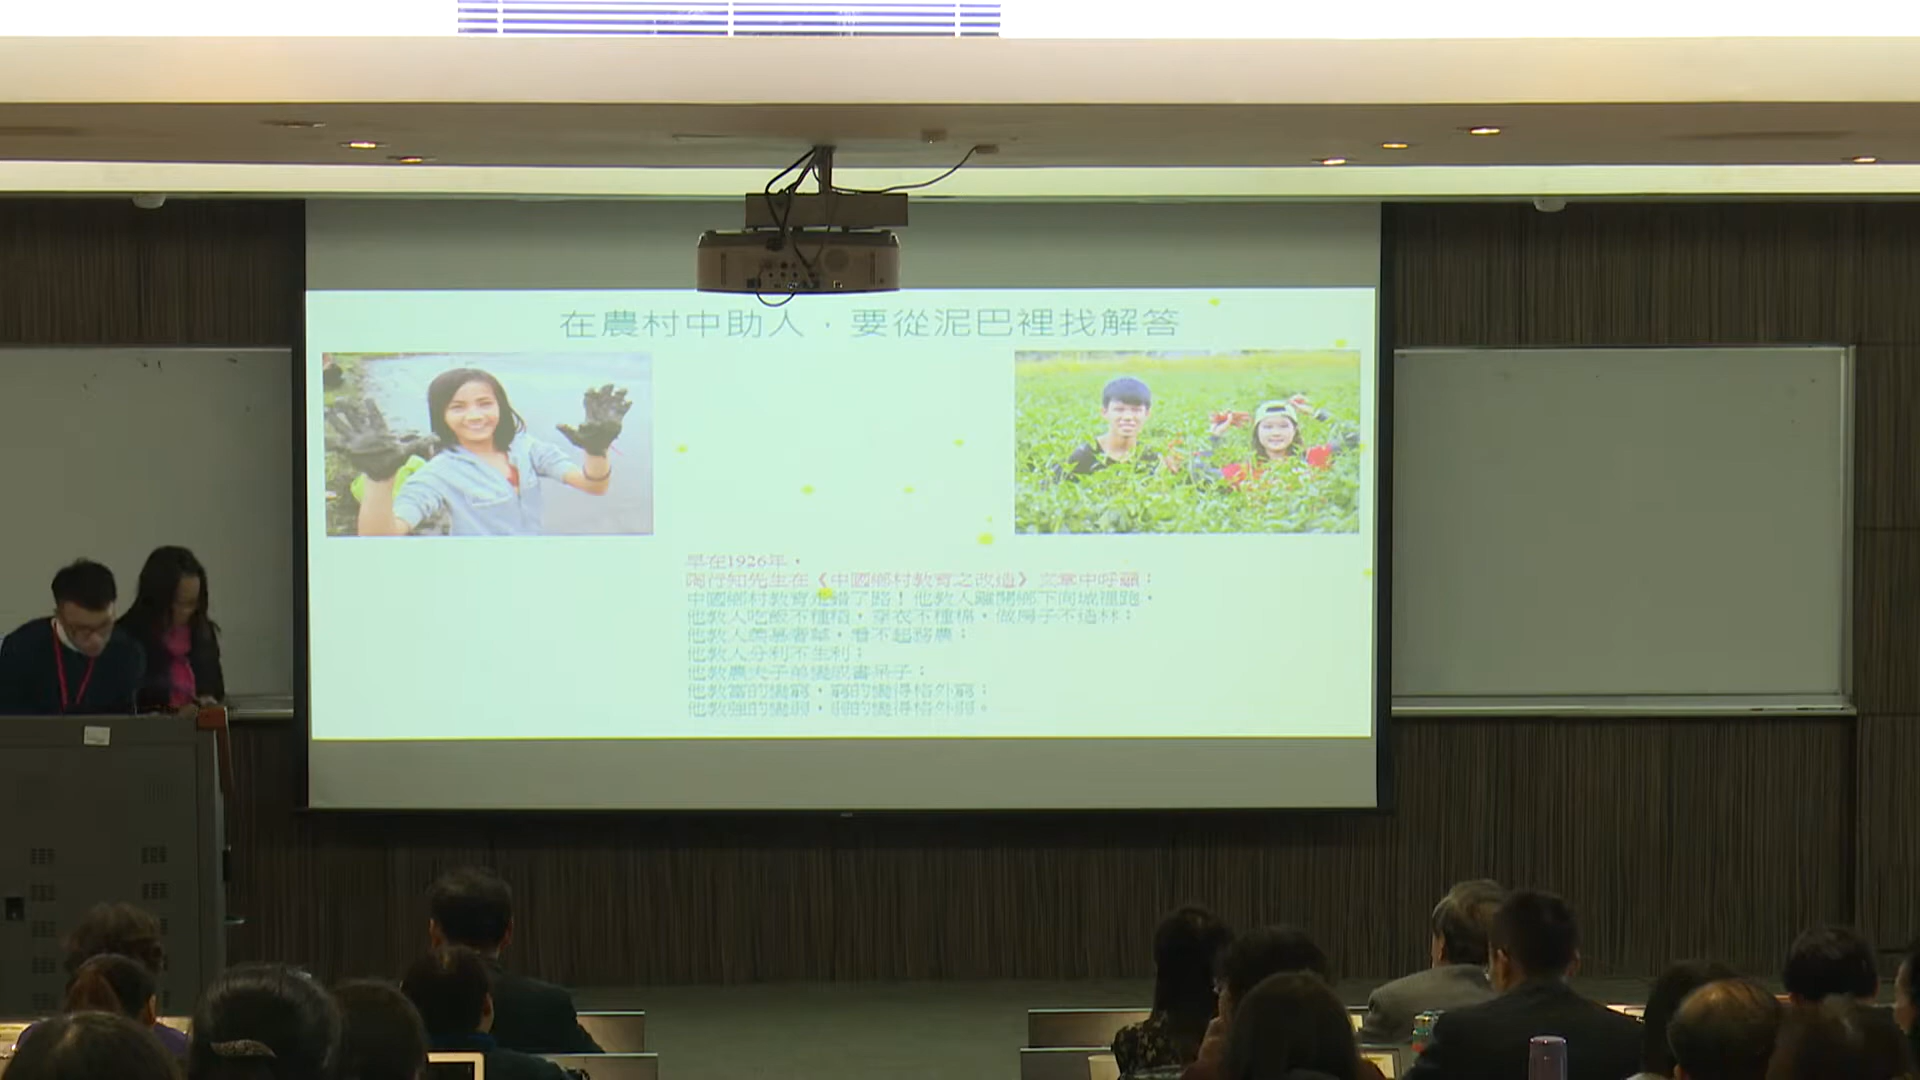 在農村中助人，要從泥巴裡找解答
早在1926年，
陶行知先生在《中國鄉村教育之改造》文章中呼籲：
中國鄉村教育走錯了路！他教人離開鄉下向城裡跑，
他教人吃飯不種稻，穿衣不種棉，做房子不造林；
他教人羨慕奢華，看不起務農；
他教人分利不生利；
他教農夫子弟變成書呆子；
他教富的變窮，窮的變得格外窮；
他教強的變弱，弱的變得格外弱。